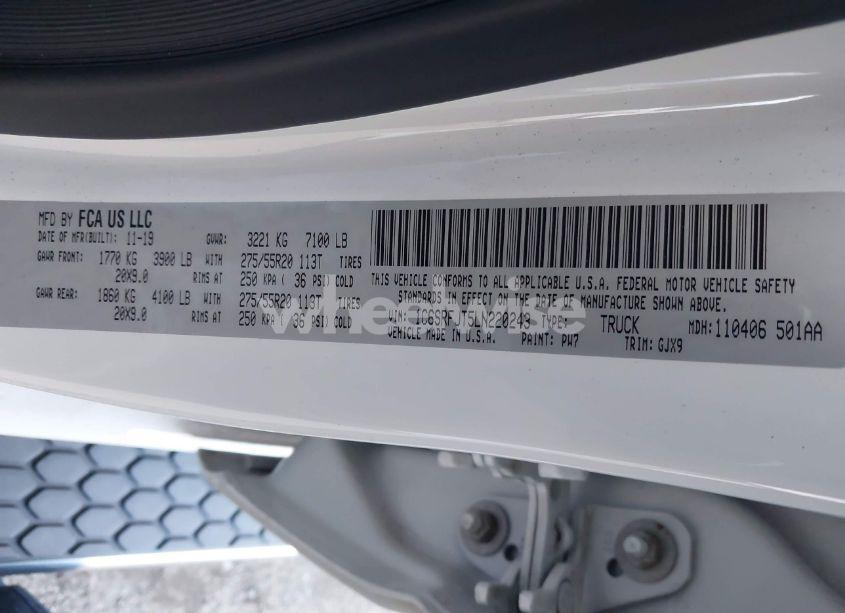 MFD BY FCA US LLC
DATE OF MFR(BUILT): 11-19 GVWR: 3221 KG 7100 LB
GAWR FRONT: 1770 KG 3900 LB WITH 275/55R20 113T TIRES
20X9.0 RIMS AT 250 KPA ( 36 PSI) COLD
GAWR REAR: 1860 KG 4100 LB WITH 275/55R20 113T TIRES
20X9.0 RIMS AT 250 KPA ( 36 PSI) COLD
THIS VEHICLE CONFORMS TO ALL APPLICABLE U.S.A. FEDERAL MOTOR VEHICLE SAFETY
STANDARDS IN EFFECT ON THE DATE OF MANUFACTURE SHOWN ABOVE.
VIN: TYPE: TRUCK MDH: 110406 501AA
VEHICLE MADE IN U.S.A. PAINT: PW7 TRIM: GJX9